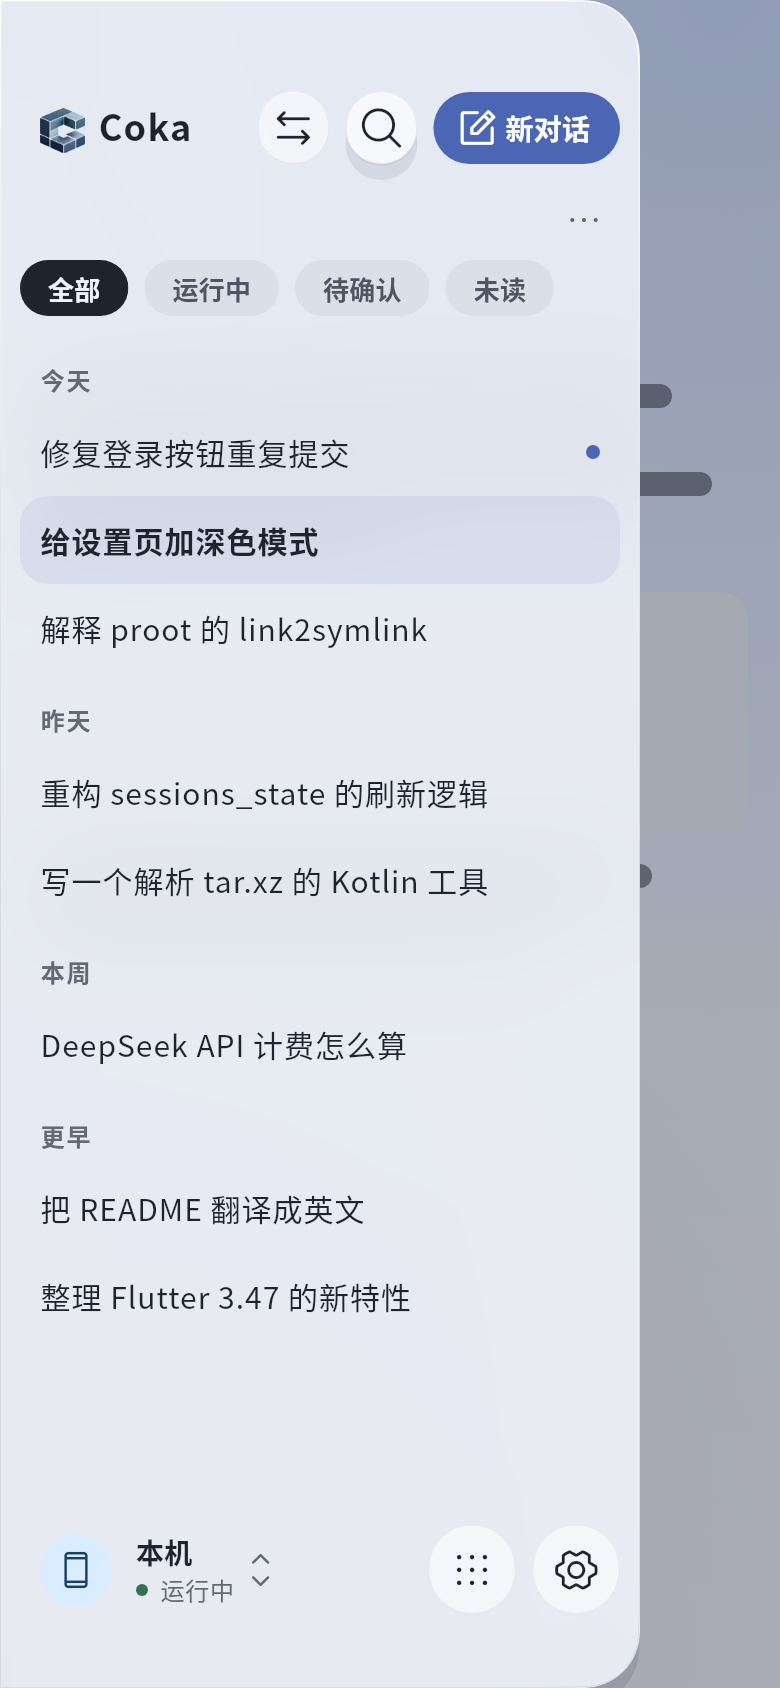 Coka
新对话
...
全部 运行中 待确认 未读
今天
修复登录按钮重复提交
给设置页加深色模式
解释 proot 的 link2symlink
昨天
重构 sessions_state 的刷新逻辑
写一个解析 tar.xz 的 Kotlin 工具
本周
DeepSeek API 计费怎么算
更早
把 README 翻译成英文
整理 Flutter 3.47 的新特性
本机
运行中